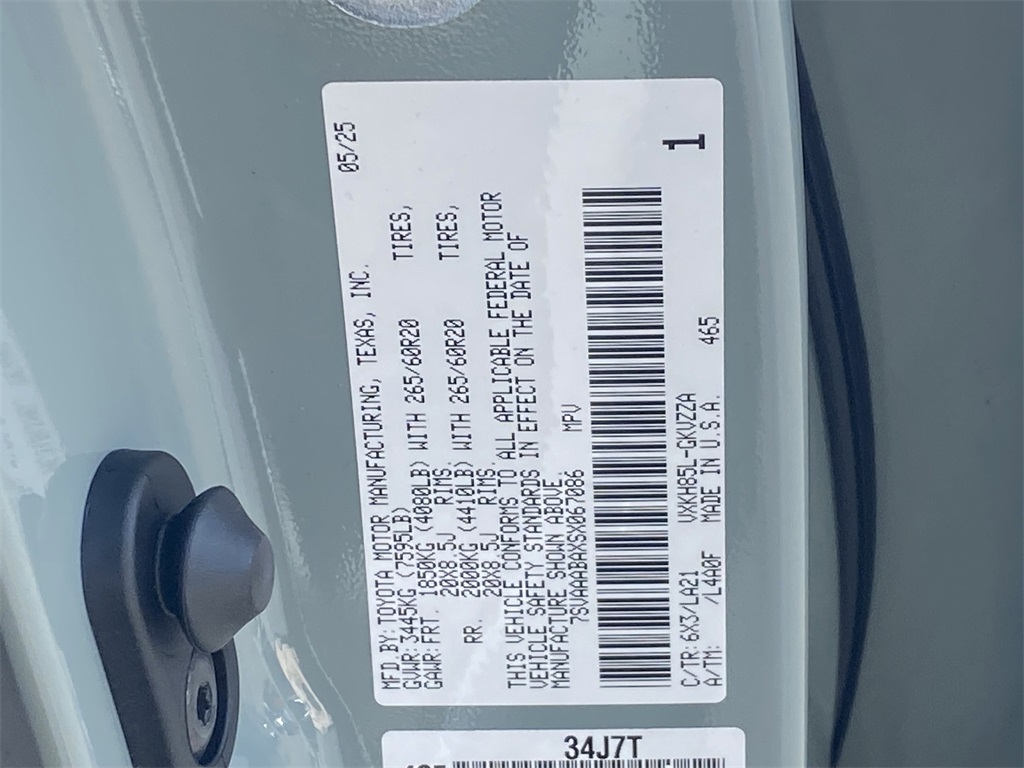 MFD.BY: TOYOTA MOTOR MANUFACTURING, TEXAS, INC. 05/25
GVWR: 3445KG (7595LB)
GAWR: FRT. 1850KG (4080LB) WITH 265/60R20 TIRES,
20X8.5J RIMS.
RR. 2000KG (4410LB) WITH 265/60R20 TIRES,
20X8.5J RIMS.
THIS VEHICLE CONFORMS TO ALL APPLICABLE FEDERAL MOTOR
VEHICLE SAFETY STANDARDS IN EFFECT ON THE DATE OF
MANUFACTURE SHOWN ABOVE.
7SVAAABAXSX067086 MPV
C/TR: 6X3/LA21 VXKH85L-GKVZZA 465
A/TM: /L4A0F MADE IN U.S.A.
1
34J7T